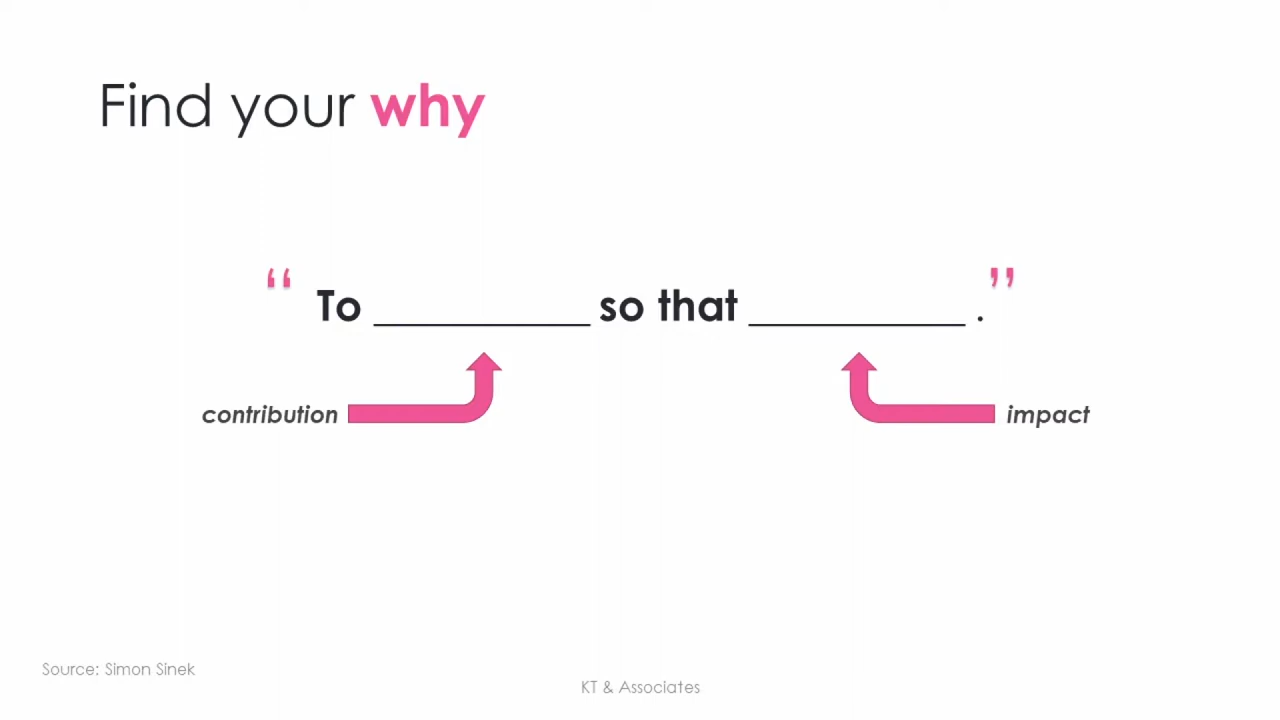 Find your why
“ To __________ so that __________ . ”
contribution
impact
Source: Simon Sinek
KT & Associates